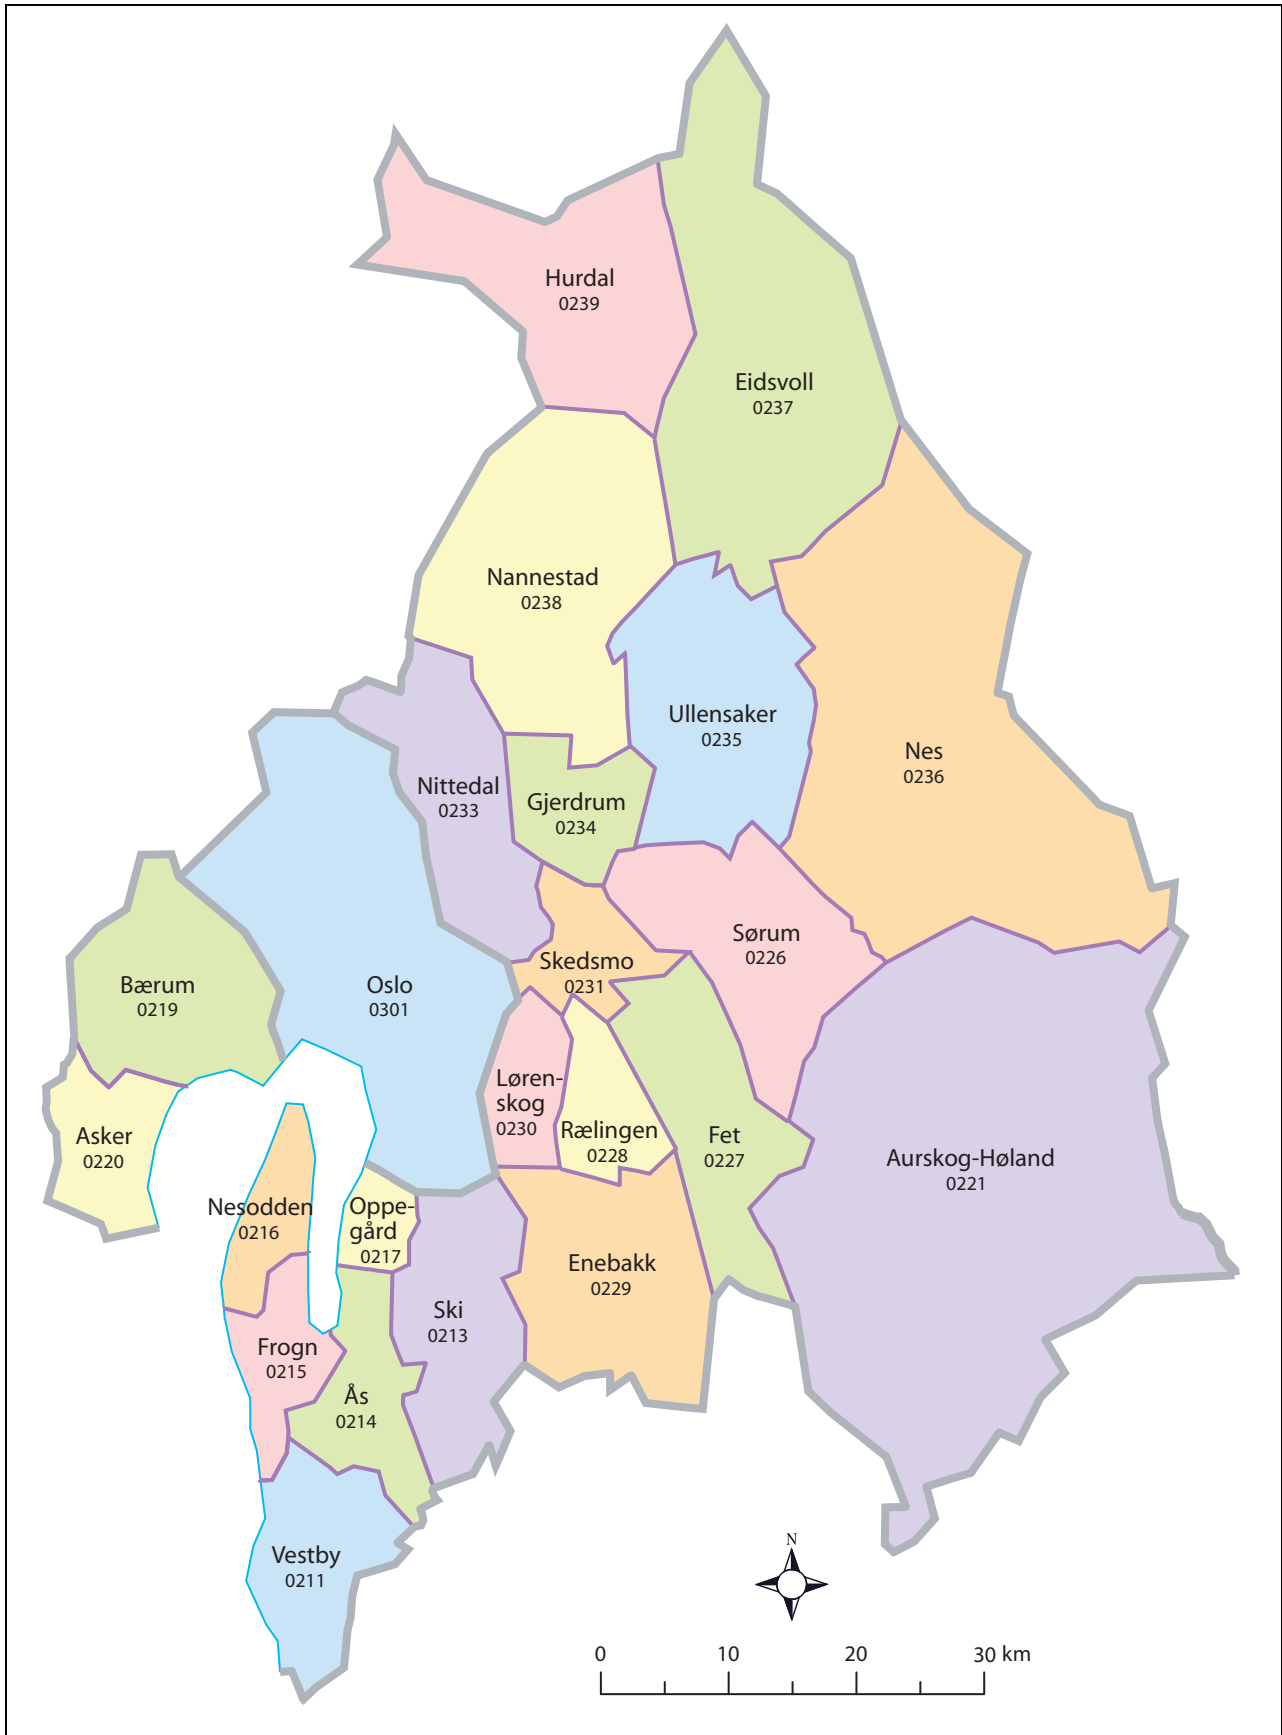 Hurdal
0239
Eidsvoll
0237
Nannestad
0238
Ullensaker
0235
Nes
0236
Nittedal
0233
Gjerdrum
0234
Sørum
0226
Skedsmo
0231
Bærum
0219
Oslo
0301
Løren-
skog
0230
Rælingen
0228
Fet
0227
Asker
0220
Aurskog-Høland
0221
Nesodden
0216
Oppe-
gård
0217
Enebakk
0229
Ski
0213
Frogn
0215
Ås
0214
Vestby
0211
N
0 10 20 30 km